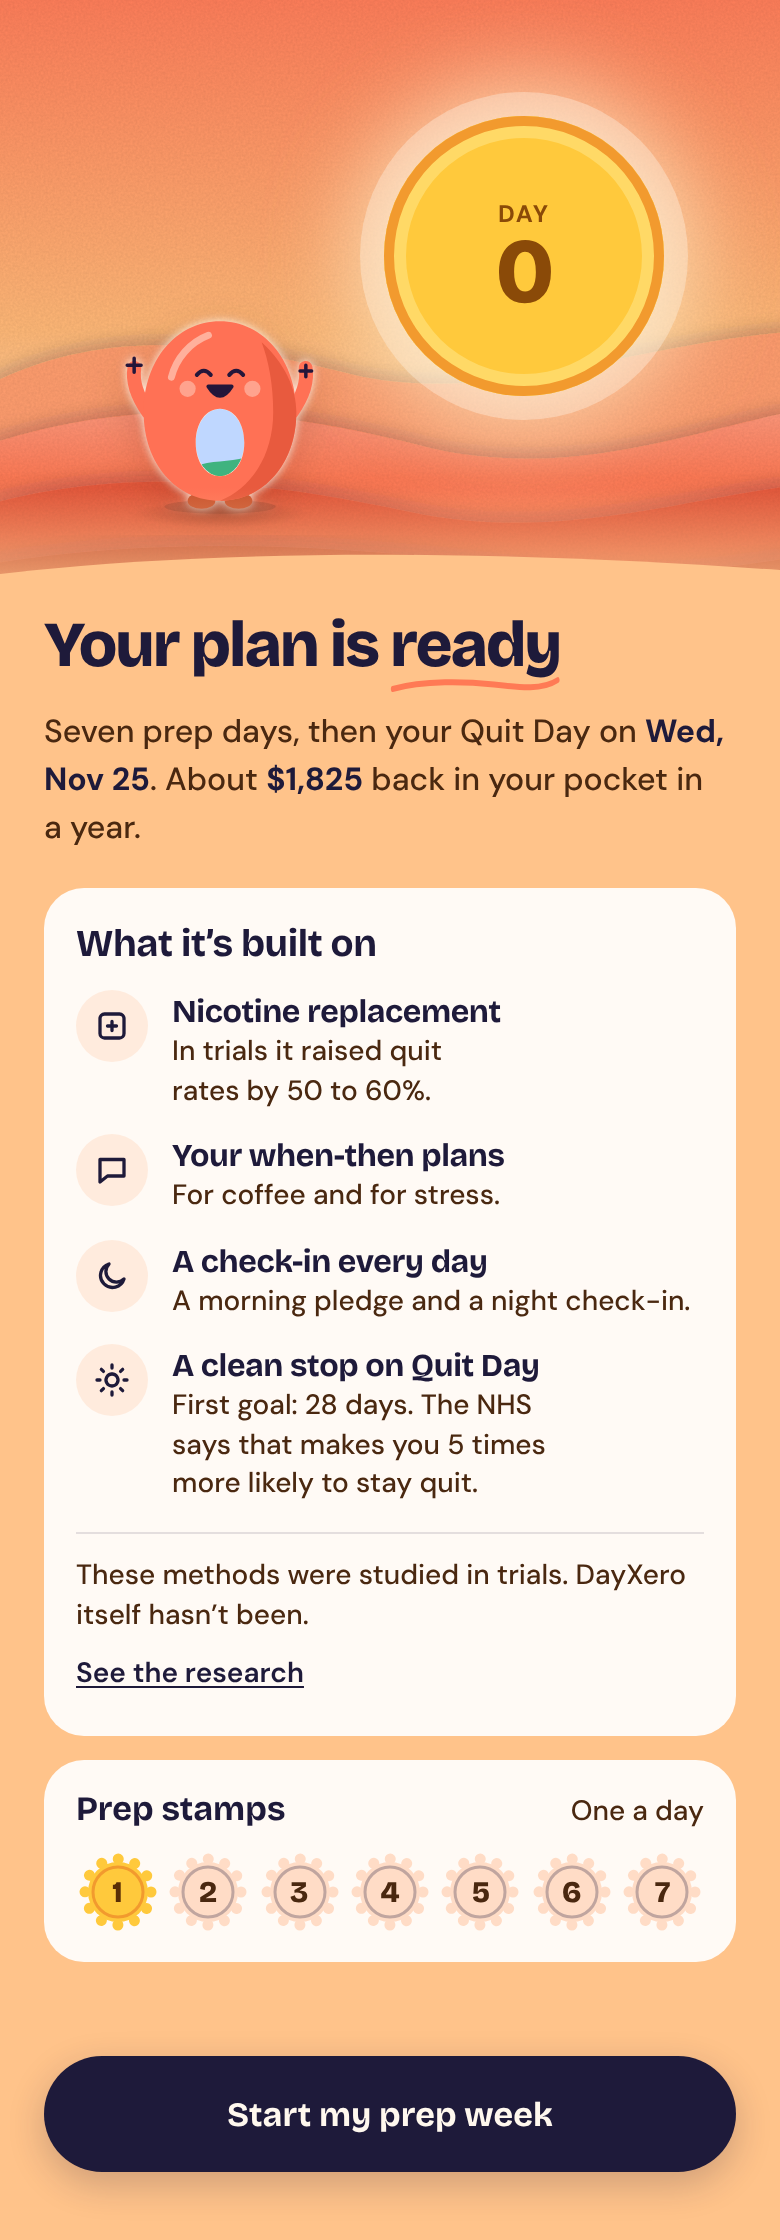 DAY
0
Your plan is ready
Seven prep days, then your Quit Day on Wed,
Nov 25. About $1,825 back in your pocket in
a year.
What it’s built on
Nicotine replacement
In trials it raised quit
rates by 50 to 60%.
Your when-then plans
For coffee and for stress.
A check-in every day
A morning pledge and a night check-in.
A clean stop on Quit Day
First goal: 28 days. The NHS
says that makes you 5 times
more likely to stay quit.
These methods were studied in trials. DayXero
itself hasn’t been.
See the research
Prep stamps One a day
1 2 3 4 5 6 7
Start my prep week